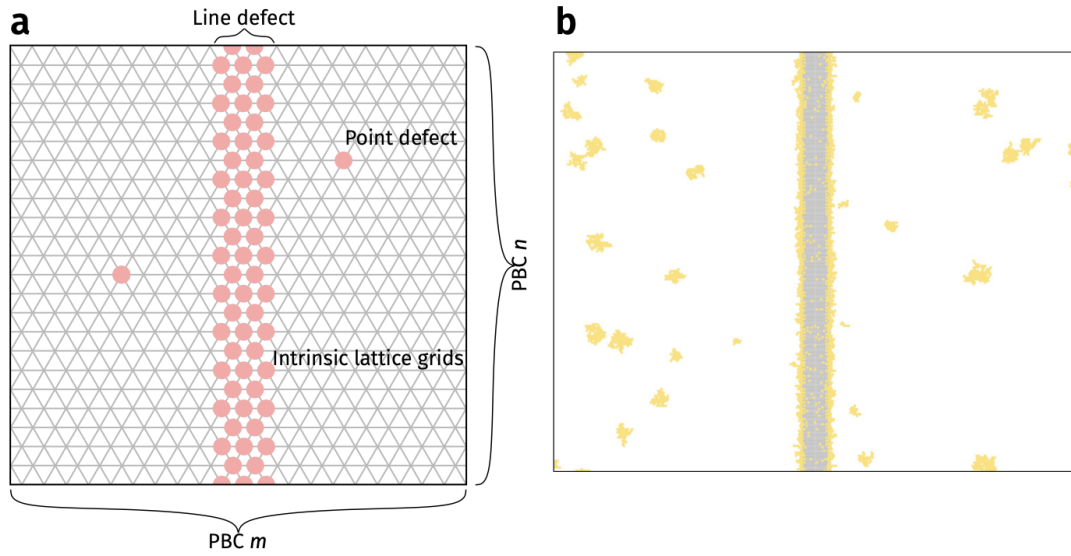 a
Line defect
Point defect
Intrinsic lattice grids
PBC n
PBC m
b